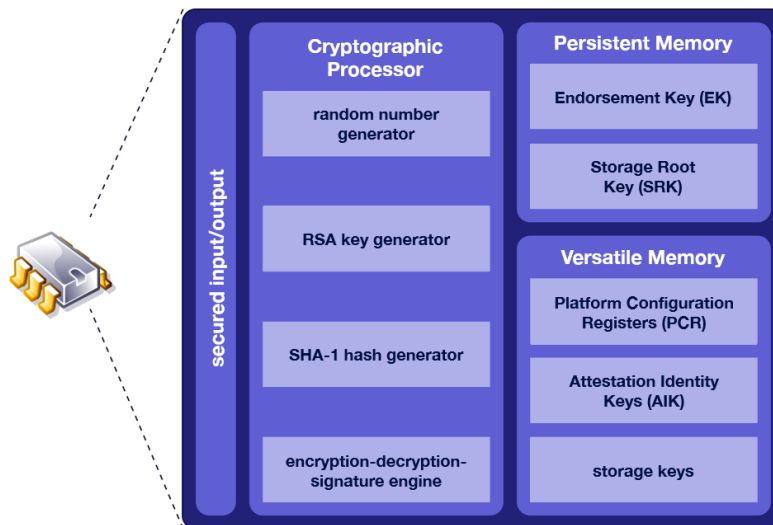 secured input/output
Cryptographic
Processor
random number
generator
RSA key generator
SHA-1 hash generator
encryption-decryption-
signature engine
Persistent Memory
Endorsement Key (EK)
Storage Root
Key (SRK)
Versatile Memory
Platform Configuration
Registers (PCR)
Attestation Identity
Keys (AIK)
storage keys